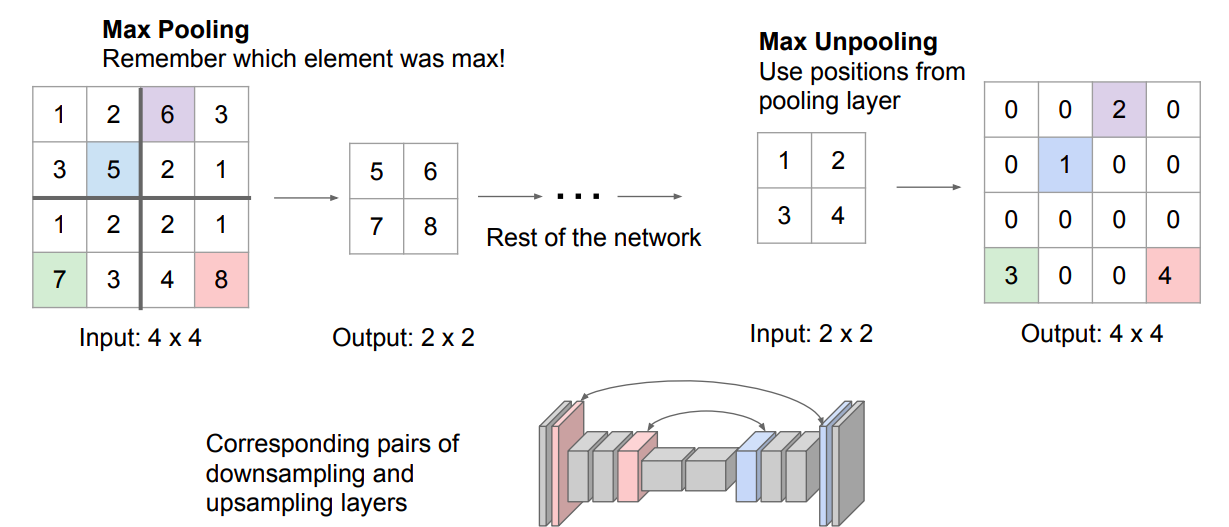 Max Pooling
Remember which element was max!
1 2 6 3
3 5 2 1
1 2 2 1
7 3 4 8
Input: 4 x 4
5 6
7 8
Output: 2 x 2
...
Rest of the network
Max Unpooling
Use positions from
pooling layer
1 2
3 4
Input: 2 x 2
0 0 2 0
0 1 0 0
0 0 0 0
3 0 0 4
Output: 4 x 4
Corresponding pairs of
downsampling and
upsampling layers